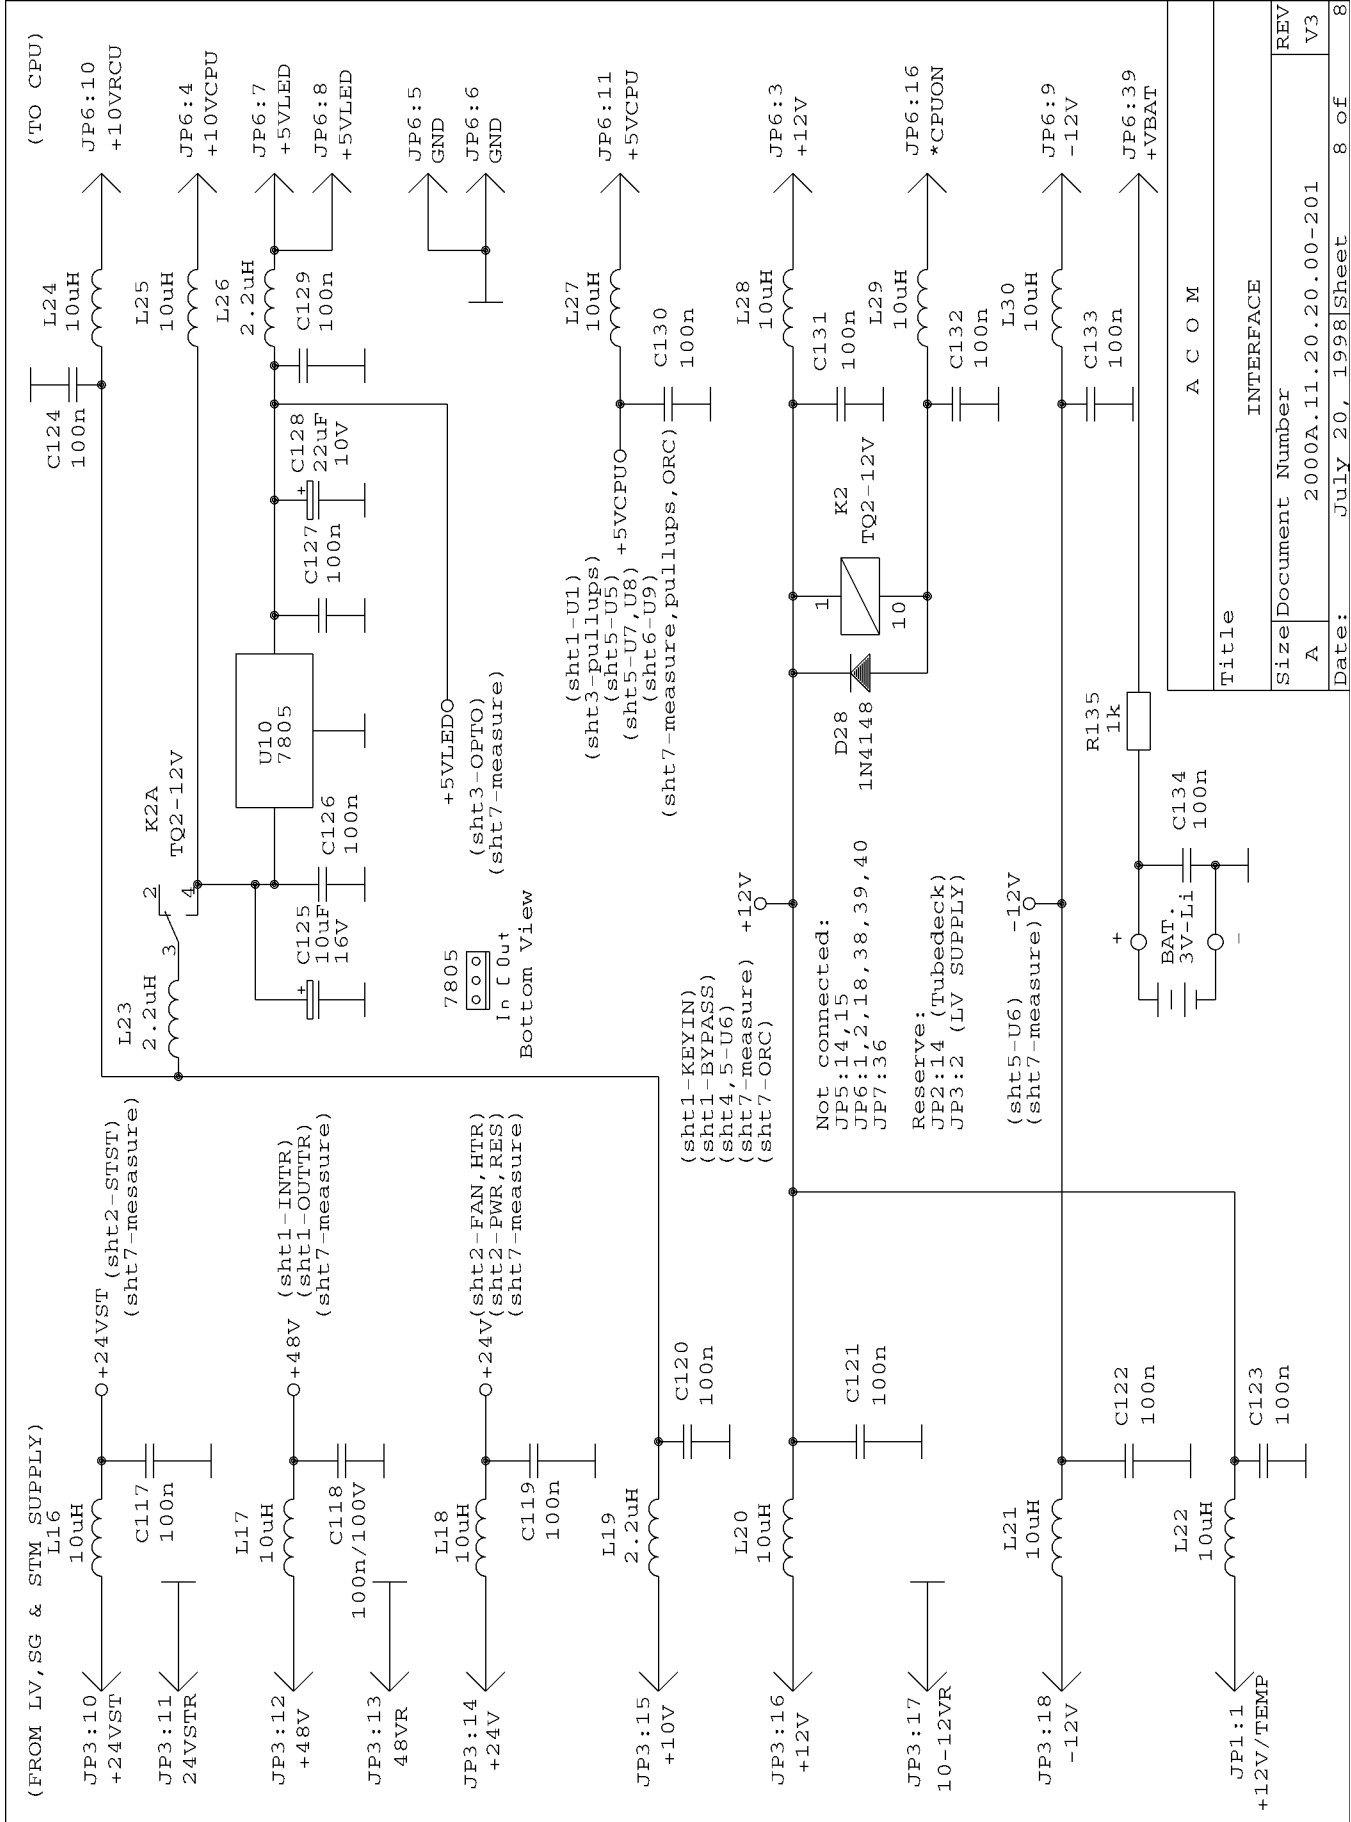 (FROM LV,SG & STM SUPPLY)
(TO CPU)
JP3:10
+24VST
L16
10uH
C117
100n
+24VST
(sht2-STST)
(sht7-mesasure)
JP3:11
24VSTR
JP3:12
+48V
L17
10uH
C118
100n/100V
+48V
(sht1-INTR)
(sht1-OUTTR)
(sht7-measure)
JP3:13
48VR
JP3:14
+24V
L18
10uH
C119
100n
+24V
(sht2-FAN,HTR)
(sht2-PWR,RES)
(sht7-measure)
JP3:15
+10V
L19
2.2uH
C120
100n
JP3:16
+12V
L20
10uH
C121
100n
JP3:17
10-12VR
JP3:18
-12V
L21
10uH
C122
100n
JP1:1
+12V/TEMP
L22
10uH
C123
100n
L23
2.2uH
3
2
4
K2A
TQ2-12V
C124
100n
L24
10uH
JP6:10
+10VRCU
L25
10uH
JP6:4
+10VCPU
C125
10uF
16V
+
C126
100n
U10
7805
C127
100n
C128
22uF
10V
+
C129
100n
L26
2.2uH
JP6:7
+5VLED
JP6:8
+5VLED
JP6:5
GND
JP6:6
GND
7805
In C Out
Bottom View
+5VLED
(sht3-OPTO)
(sht7-measure)
(sht1-U1)
(sht3-pullups)
(sht5-U5)
(sht5-U7,U8)
(sht6-U9)
(sht7-measure,pullups,ORC)
+5VCPU
C130
100n
L27
10uH
JP6:11
+5VCPU
(sht1-KEYIN)
(sht1-BYPASS)
(sht4,5-U6)
(sht7-measure)
(sht7-ORC)
+12V
D28
1N4148
1
10
K2
TQ2-12V
C131
100n
L28
10uH
JP6:3
+12V
C132
100n
L29
10uH
JP6:16
*CPUON
Not connected:
JP5:14,15
JP6:1,2,18,38,39,40
JP7:36
Reserve:
JP2:14 (Tubedeck)
JP3:2 (LV SUPPLY)
(sht5-U6)
(sht7-measure)
-12V
C133
100n
L30
10uH
JP6:9
-12V
+
BAT.
3V-Li
-
C134
100n
R135
1k
JP6:39
+VBAT
A C O M
Title
INTERFACE
Size
Document Number
REV
A
2000A.11.20.20.00-201
V3
Date:
July 20, 1998
Sheet
8 of
8